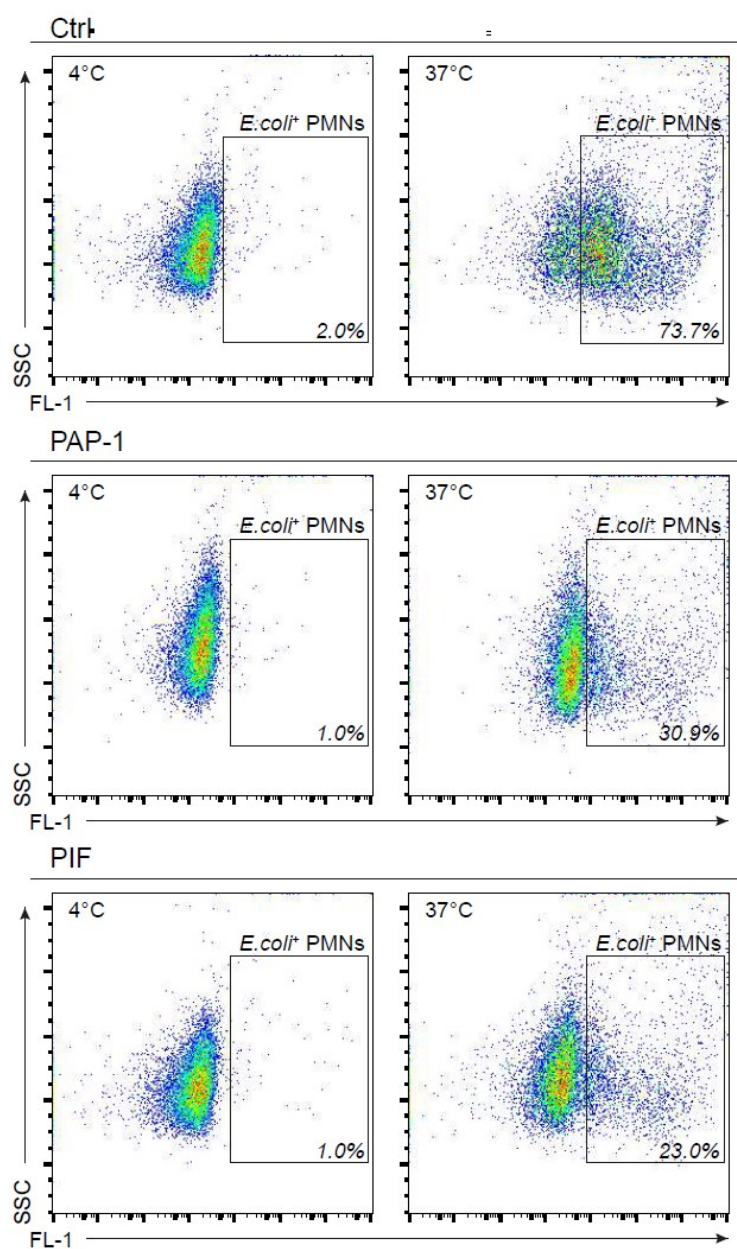 Ctrl
4°C
37°C
E.coli⁺ PMNs
E.coli⁺ PMNs
2.0%
73.7%
SSC
FL-1
PAP-1
4°C
37°C
E.coli⁺ PMNs
E.coli⁺ PMNs
1.0%
30.9%
SSC
FL-1
PIF
4°C
37°C
E.coli⁺ PMNs
E.coli⁺ PMNs
1.0%
23.0%
SSC
FL-1